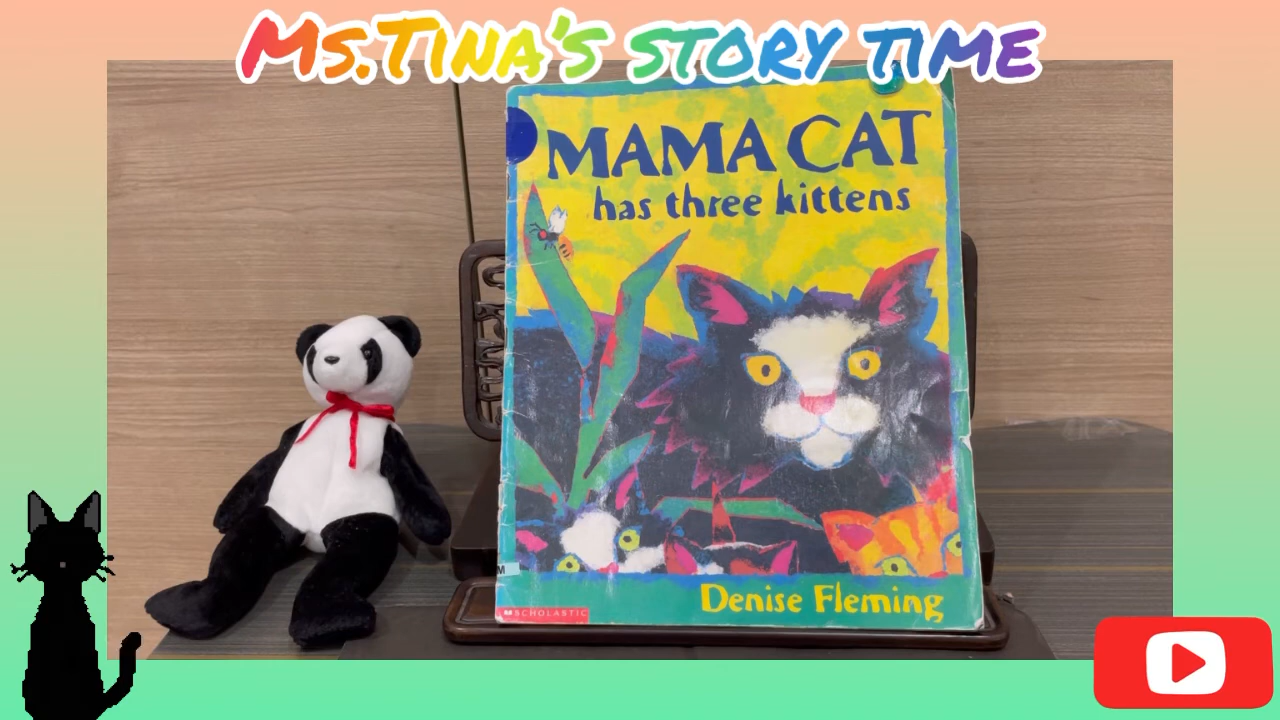 Ms.Tina's story time
MAMA CAT
has three kittens
M
Denise Fleming
SCHOLASTIC